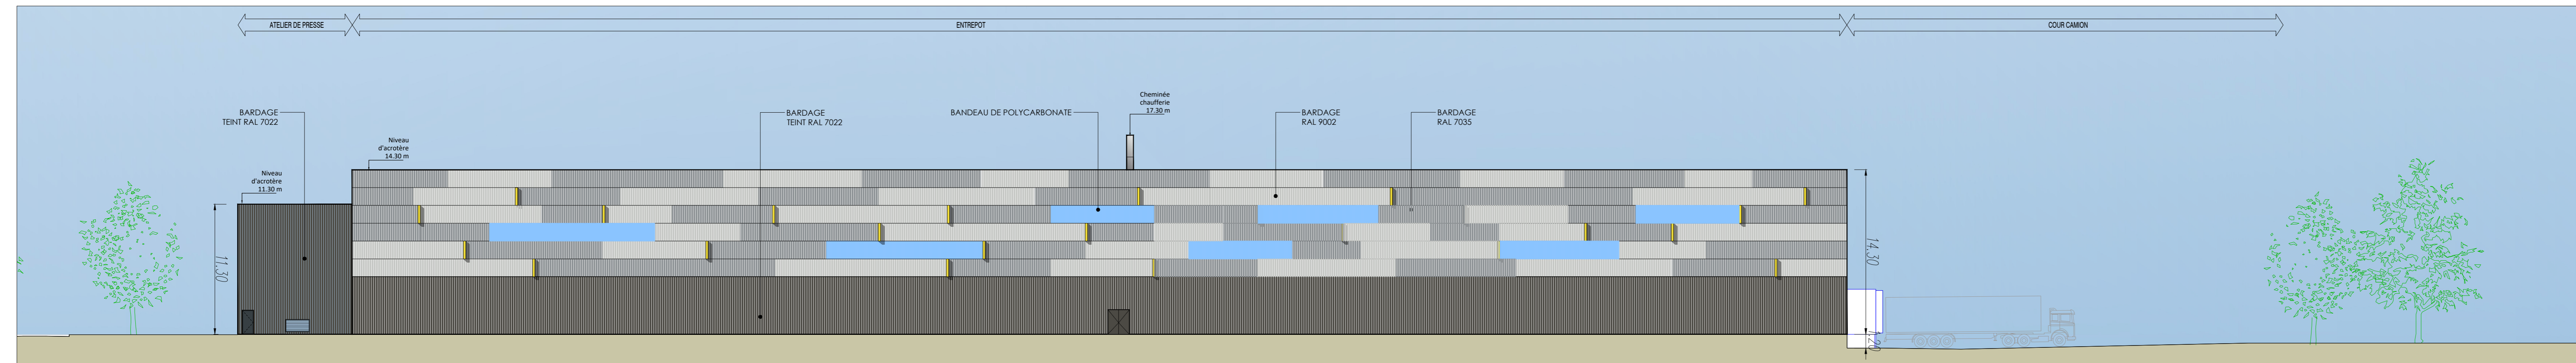 ATELIER DE PRESSE
ENTREPOT
COUR CAMION
BARDAGE
TEINT RAL 7022
Niveau
d'acrotère
11.30 m
Niveau
d'acrotère
14.30 m
BARDAGE
TEINT RAL 7022
BANDEAU DE POLYCARBONATE
Cheminée
chaufferie
17.30 m
BARDAGE
RAL 9002
BARDAGE
RAL 7035
11.30
14.30
1.20